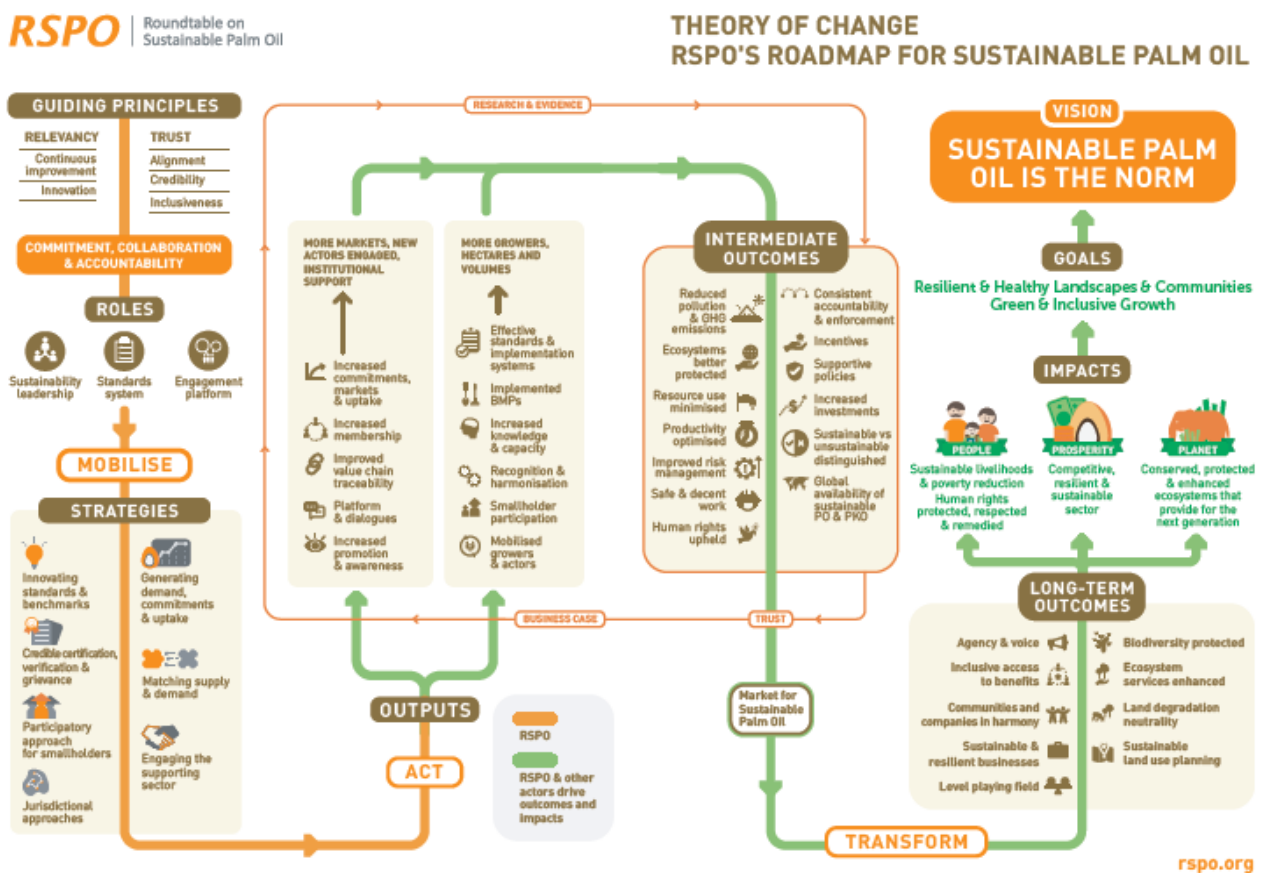 RSPO
Roundtable on
Sustainable Palm Oil
THEORY OF CHANGE
RSPO'S ROADMAP FOR SUSTAINABLE PALM OIL
GUIDING PRINCIPLES
RELEVANCY
Continuous
improvement
Innovation
TRUST
Alignment
Credibility
Inclusiveness
COMMITMENT, COLLABORATION
& ACCOUNTABILITY
ROLES
Sustainability
leadership
Standards
system
Engagement
platform
MOBILISE
STRATEGIES
Innovating
standards &
benchmarks
Credible certification,
verification &
grievance
Participatory
approach
for smallholders
Jurisdictional
approaches
Generating
demand,
commitments
& uptake
Matching supply
& demand
Engaging the
supporting
sector
RESEARCH & EVIDENCE
MORE MARKETS, NEW
ACTORS ENGAGED,
INSTITUTIONAL
SUPPORT
Increased
commitments,
markets
& uptake
Increased
membership
Improved
value chain
traceability
Platform
& dialogues
Increased
promotion
& awareness
MORE GROWERS,
HECTARES AND
VOLUMES
Effective
standards &
implementation
systems
Implemented
BMPs
Increased
knowledge
& capacity
Recognition &
harmonisation
Smallholder
participation
Mobilised
growers
& actors
BUSINESS CASE
TRUST
OUTPUTS
ACT
RSPO
RSPO & other
actors drive
outcomes and
impacts
INTERMEDIATE
OUTCOMES
Reduced
pollution
& GHG
emissions
Ecosystems
better
protected
Resource use
minimised
Productivity
optimised
Improved risk
management
Safe & decent
work
Human rights
upheld
Consistent
accountability
& enforcement
Incentives
Supportive
policies
Increased
investments
Sustainable vs
unsustainable
distinguished
Global
availability of
sustainable
PO & PKO
Market for
Sustainable
Palm Oil
TRANSFORM
VISION
SUSTAINABLE PALM
OIL IS THE NORM
GOALS
Resilient & Healthy Landscapes & Communities
Green & Inclusive Growth
IMPACTS
PEOPLE
Sustainable livelihoods
& poverty reduction
Human rights
protected, respected
& remedied
PROSPERITY
Competitive,
resilient &
sustainable
sector
PLANET
Conserved, protected
& enhanced
ecosystems that
provide for the
next generation
LONG-TERM
OUTCOMES
Agency & voice
Inclusive access
to benefits
Communities and
companies in harmony
Sustainable &
resilient businesses
Level playing field
Biodiversity protected
Ecosystem
services enhanced
Land degradation
neutrality
Sustainable
land use planning
rspo.org